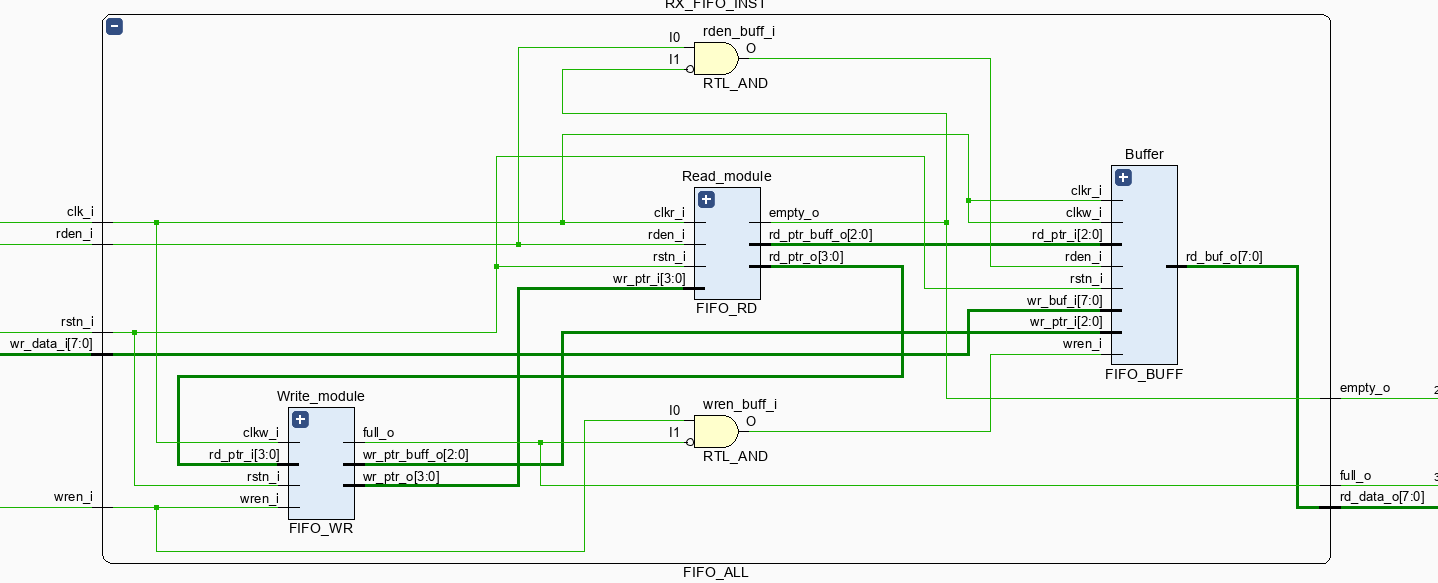 RX_FIFO_INST
rden_buff_i
I0
O
I1
RTL_AND
Buffer
Read_module
clkr_i
clk_i
clkr_i
empty_o
clkw_i
rden_i
rden_i
rd_ptr_buff_o[2:0]
rd_ptr_i[2:0]
rstn_i
rd_ptr_o[3:0]
rden_i
rd_buf_o[7:0]
wr_ptr_i[3:0]
rstn_i
FIFO_RD
wr_buf_i[7:0]
rstn_i
wr_ptr_i[2:0]
wr_data_i[7:0]
wren_i
FIFO_BUFF
empty_o
2
Write_module
wren_buff_i
I0
O
clkw_i
full_o
I1
rd_ptr_i[3:0]
wr_ptr_buff_o[2:0]
RTL_AND
rstn_i
wr_ptr_o[3:0]
full_o
3
wren_i
wren_i
rd_data_o[7:0]
FIFO_WR
FIFO_ALL